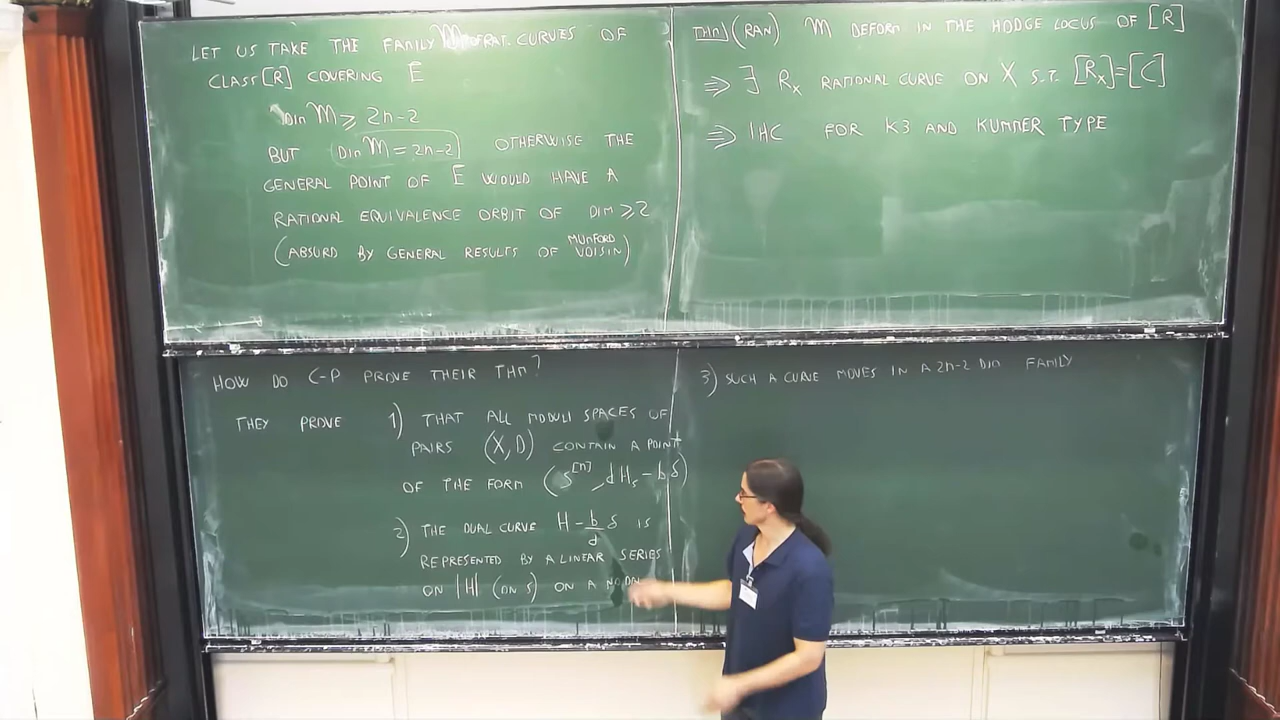 LET US TAKE THE FAMILY M OF RAT. CURVES OF
CLASS [R] COVERING E
DIM M ≥ 2n-2
BUT DIM M = 2n-2 OTHERWISE THE
GENERAL POINT OF E WOULD HAVE A
RATIONAL EQUIVALENCE ORBIT OF DIM ≥ 2
(ABSURD BY GENERAL RESULTS OF MUMFORD VOISIN)
THM (RAN) M DEFORM IN THE HODGE LOCUS OF [R]
⇒ ∃ R_X RATIONAL CURVE ON X S.T. [R_X]=[C]
⇒ IHC FOR K3 AND KUMMER TYPE
HOW DO C-P PROVE THEIR THM?
THEY PROVE 1) THAT ALL MODULI SPACES OF
PAIRS (X,D) CONTAIN A POINT
OF THE FORM (S^[n], dH_S - bδ)
2) THE DUAL CURVE H - b/d δ IS
REPRESENTED BY A LINEAR SERIES
ON |H| (ON S) ON A
3) SUCH A CURVE MOVES IN A 2n-2 DIM FAMILY